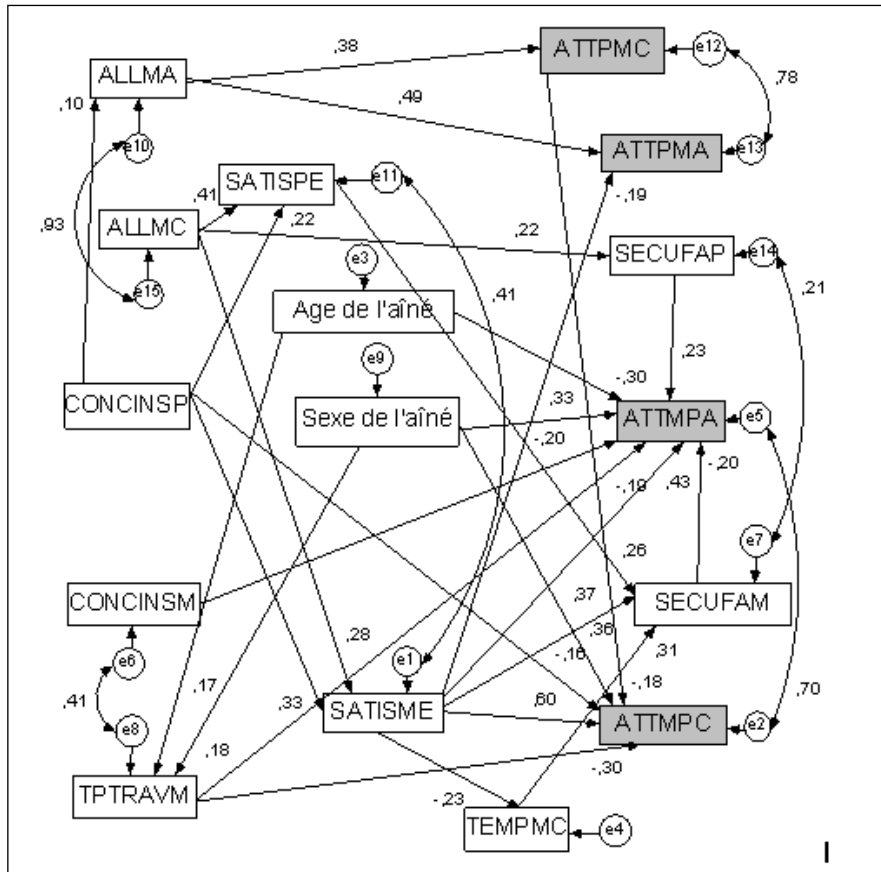 ATTPMC
e12
,38
ALLMA
,78
,10
,49
e10
ATTPMA
e13
SATISPE
e11
,41
-,19
,93
ALLMC
,22
,22
SECUFAP
e14
e15
e3
,41
,21
Age de l'aîné
,23
e9
-,30
CONCINSP
Sexe de l'aîné
,33
ATTMPA
e5
-,20
-,20
-,19
,43
e7
,26
CONCINSM
,37
SECUFAM
,28
,36
e6
-,16
,31
e1
,41
,17
,33
-,18
,70
SATISME
,60
ATTMPC
e2
e8
,18
-,30
TPTRAVM
-,23
TEMPMC
e4
I